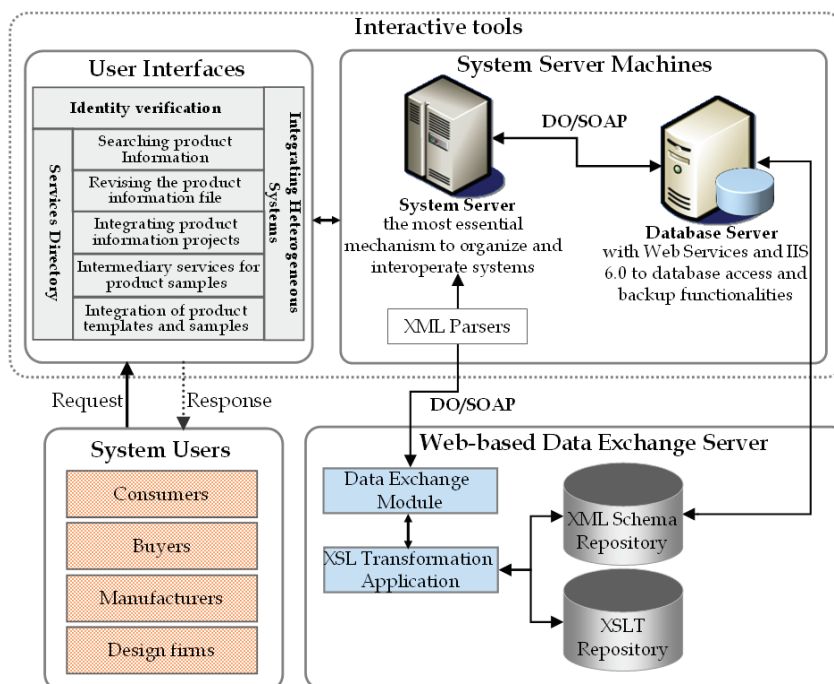 Interactive tools
User Interfaces
Identity verification
Services Directory
Searching product
Information
Revising the product
information file
Integrating product
information projects
Intermediary services for
product samples
Integration of product
templates and samples
Integrating Heterogeneous
Systems
System Server Machines
DO/SOAP
System Server
the most essential
mechanism to organize and
interoperate systems
Database Server
with Web Services and IIS
6.0 to database access and
backup functionalities
XML Parsers
Request
Response
DO/SOAP
System Users
Consumers
Buyers
Manufacturers
Design firms
Web-based Data Exchange Server
Data Exchange
Module
XSL Transformation
Application
XML Schema
Repository
XSLT
Repository